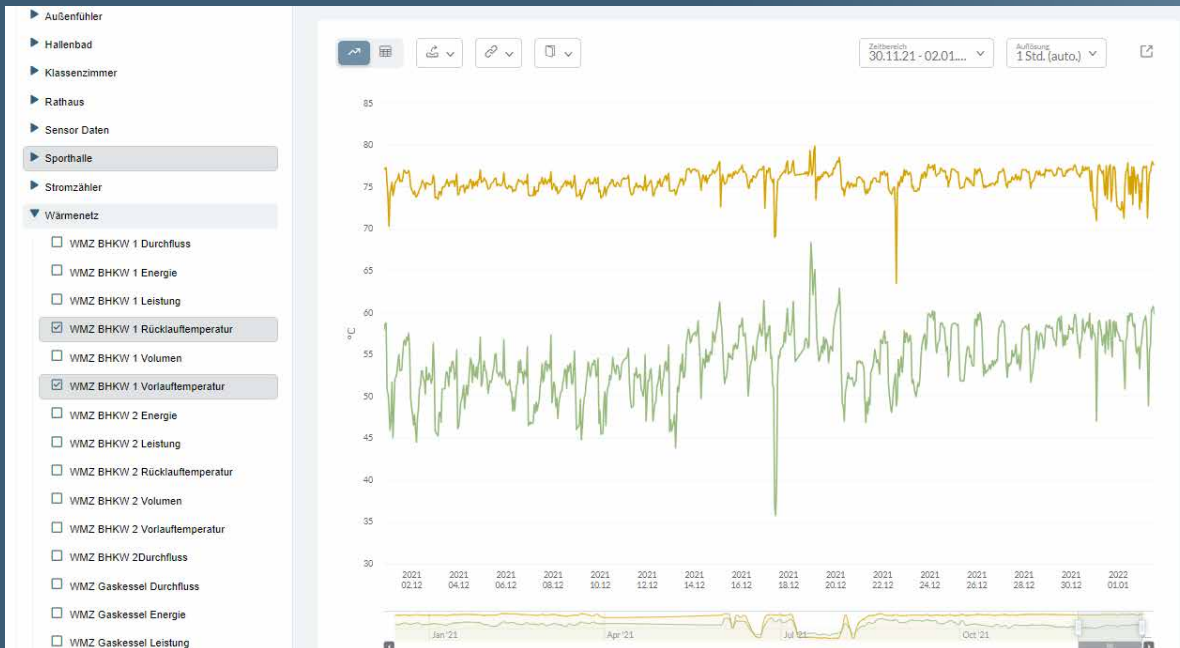 Außenfühler
Hallenbad
Klassenzimmer
Rathaus
Sensor Daten
Sporthalle
Stromzähler
Wärmenetz
WMZ BHKW 1 Durchfluss
WMZ BHKW 1 Energie
WMZ BHKW 1 Leistung
WMZ BHKW 1 Rücklauftemperatur
WMZ BHKW 1 Volumen
WMZ BHKW 1 Vorlauftemperatur
WMZ BHKW 2 Energie
WMZ BHKW 2 Leistung
WMZ BHKW 2 Rücklauftemperatur
WMZ BHKW 2 Volumen
WMZ BHKW 2 Vorlauftemperatur
WMZ BHKW 2Durchfluss
WMZ Gaskessel Durchfluss
WMZ Gaskessel Energie
WMZ Gaskessel Leistung
Zeitbereich
30.11.21 - 02.01....
Auflösung
1 Std. (auto.)
85
80
75
70
65
60
55
50
45
40
35
30
°C
2021 2021 2021 2021 2021 2021 2021 2021 2021 2021 2021 2021 2021 2021 2021 2022
02.12 04.12 06.12 08.12 10.12 12.12 14.12 16.12 18.12 20.12 22.12 24.12 26.12 28.12 30.12 01.01
Jan '21 Apr '21 Jul '21 Oct '21